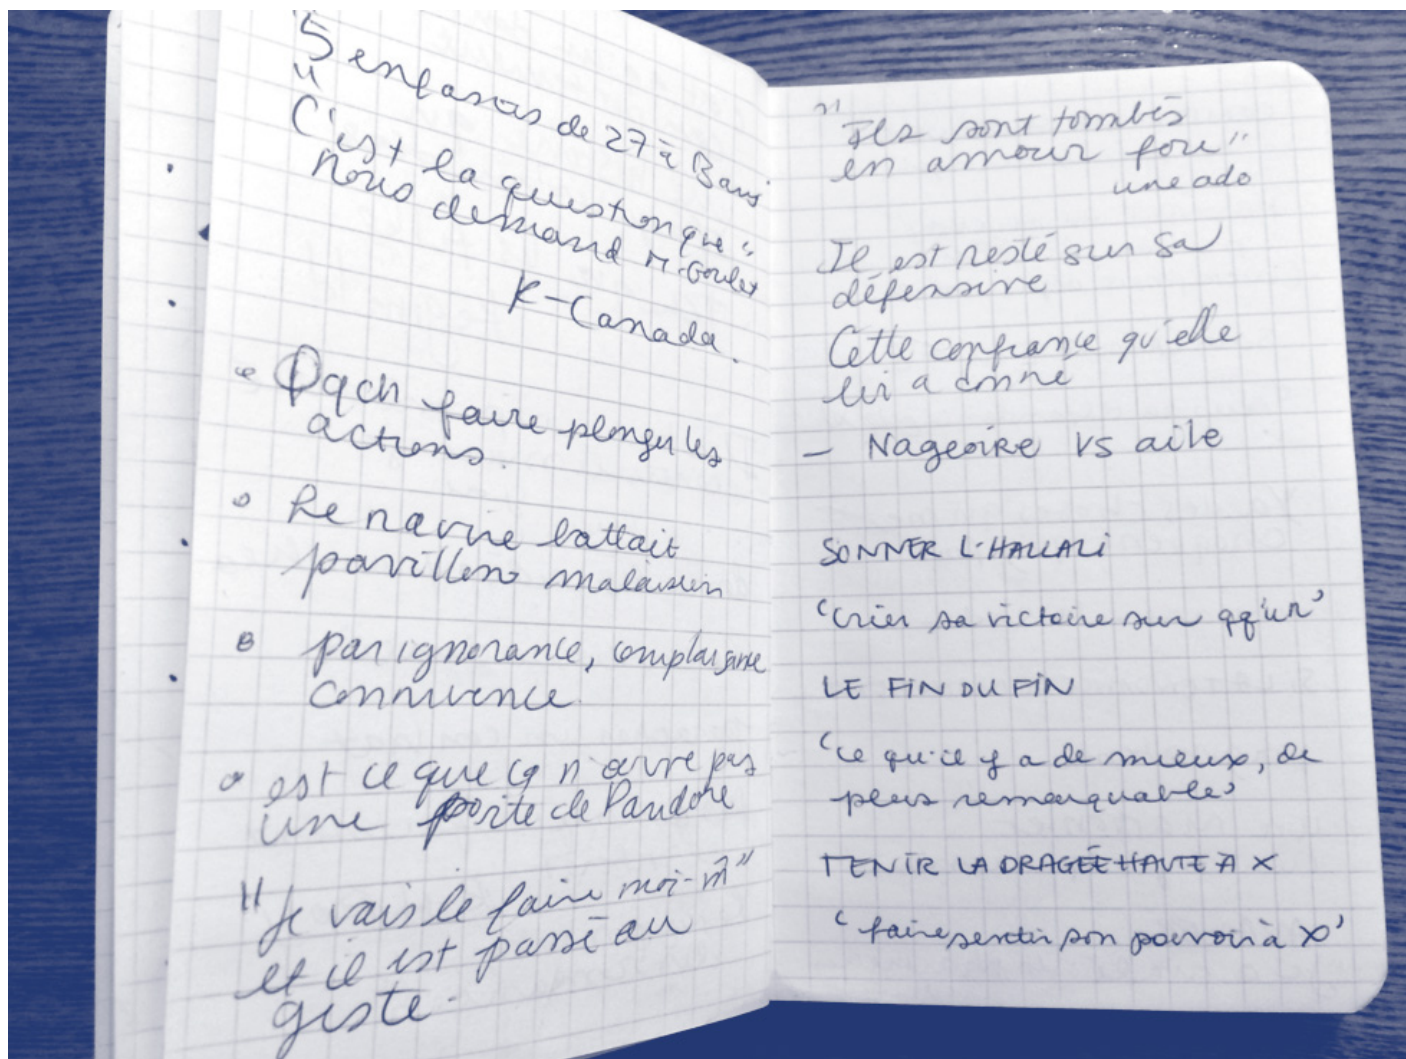 "5 enfants de 27 à Bans
"C'est la question que"
nous demand M. Goulet
K-Canada.
Qqch faire plonger les
actions.
Le navire battait
pavillon malaisien
par ignorance, complaisance
connivence
est ce que ça n'ouvre pas
une porte de Pandore
"Je vais le faire moi-m̂"
et il est passé au
geste.
"Ils sont tombés
en amour fou"
une ado
Il est resté sur sa
défensive
Cette confiance qu'elle
lui a donné
- Nageoire vs aile
SONNER L'HALLALI
'crier sa victoire sur qq'un'
LE FIN DU FIN
'ce qu'il y a de mieux, de
plus remarquable'
TENIR LA DRAGÉE HAUTE À X
'faire sentir son pouvoir à X'